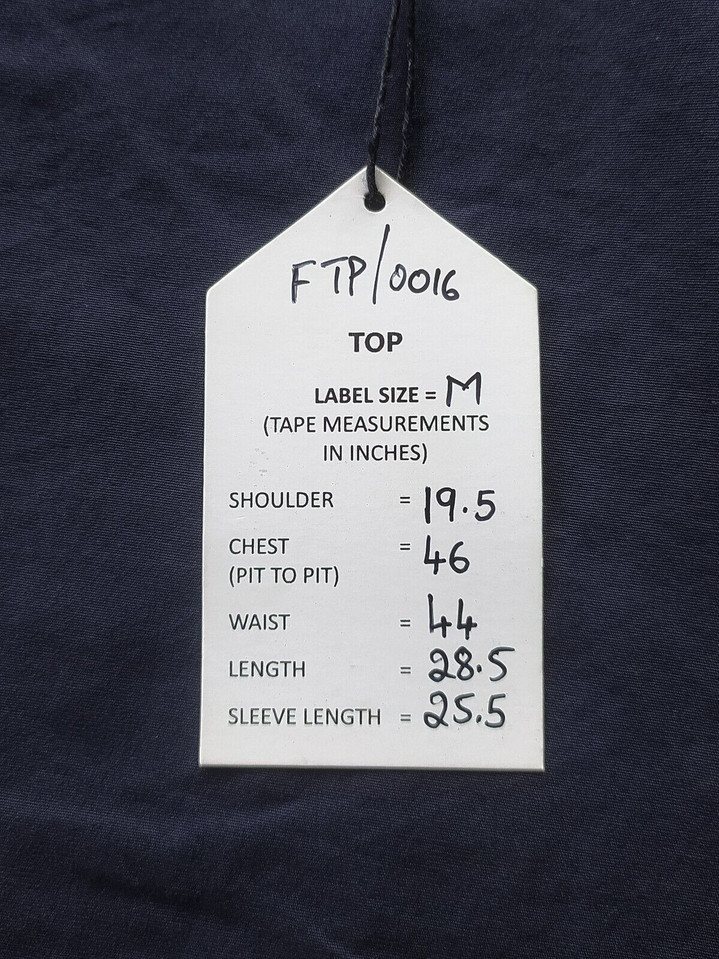 FTP/0016
TOP
LABEL SIZE = M
(TAPE MEASUREMENTS
IN INCHES)
SHOULDER = 19.5
CHEST = 46
(PIT TO PIT)
WAIST = 44
LENGTH = 28.5
SLEEVE LENGTH = 25.5